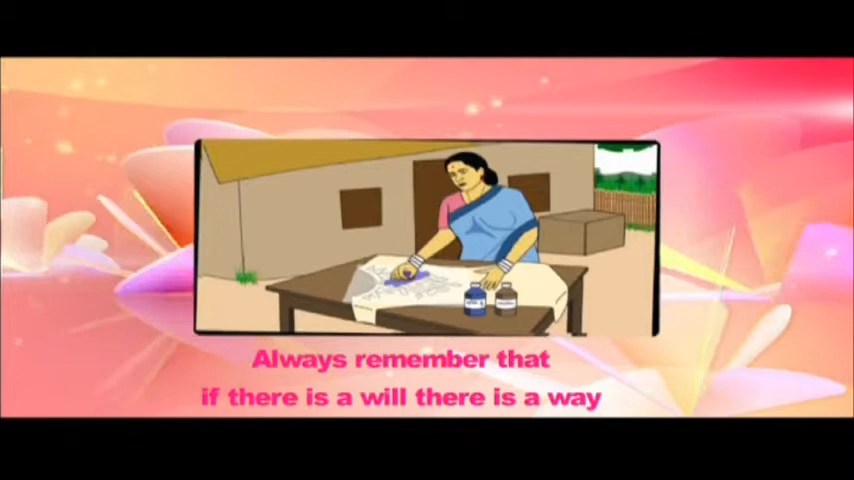 Always remember that
if there is a will there is a way